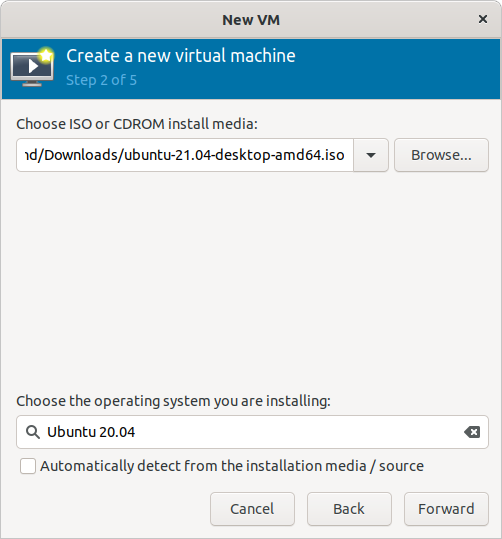 New VM
Create a new virtual machine
Step 2 of 5
Choose ISO or CDROM install media:
nd/Downloads/ubuntu-21.04-desktop-amd64.iso
Browse...
Choose the operating system you are installing:
Ubuntu 20.04
Automatically detect from the installation media / source
Cancel Back Forward